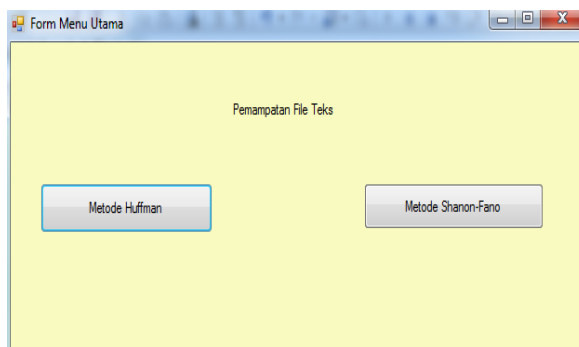 Form Menu Utama
Pemampatan File Teks
Metode Huffman
Metode Shanon-Fano